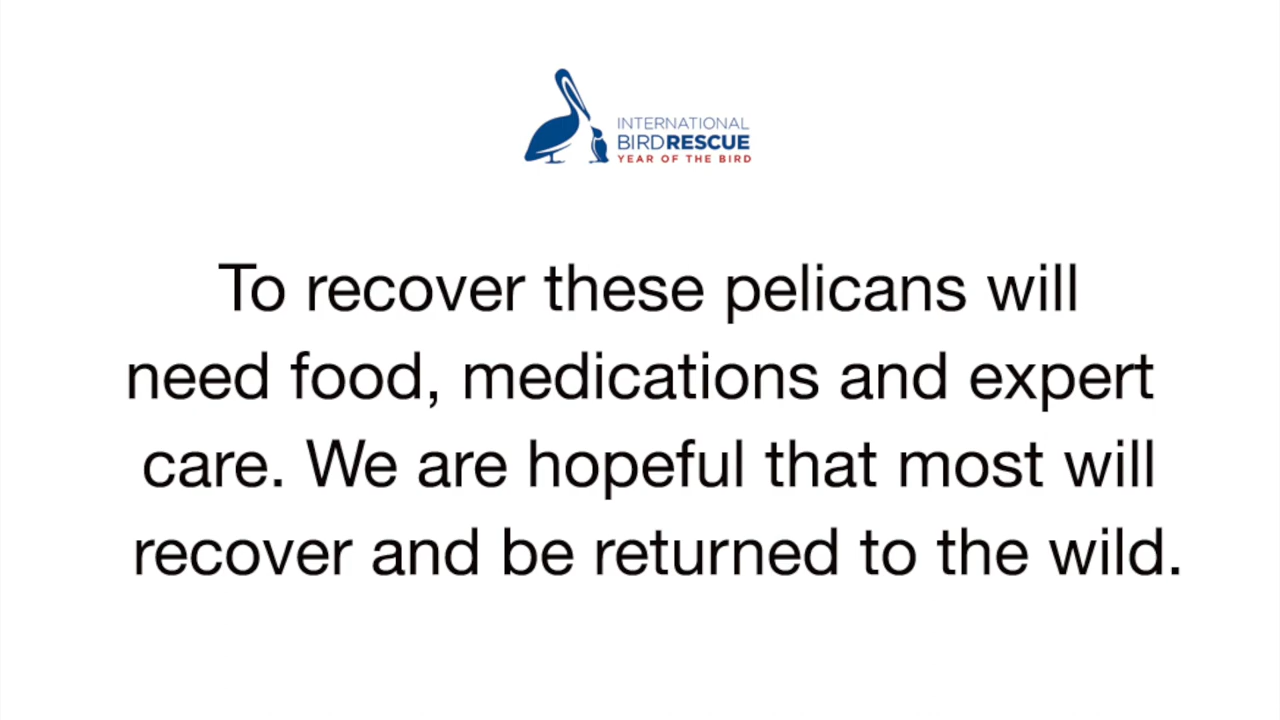 INTERNATIONAL
BIRDRESCUE
YEAR OF THE BIRD
To recover these pelicans will
need food, medications and expert
care. We are hopeful that most will
recover and be returned to the wild.